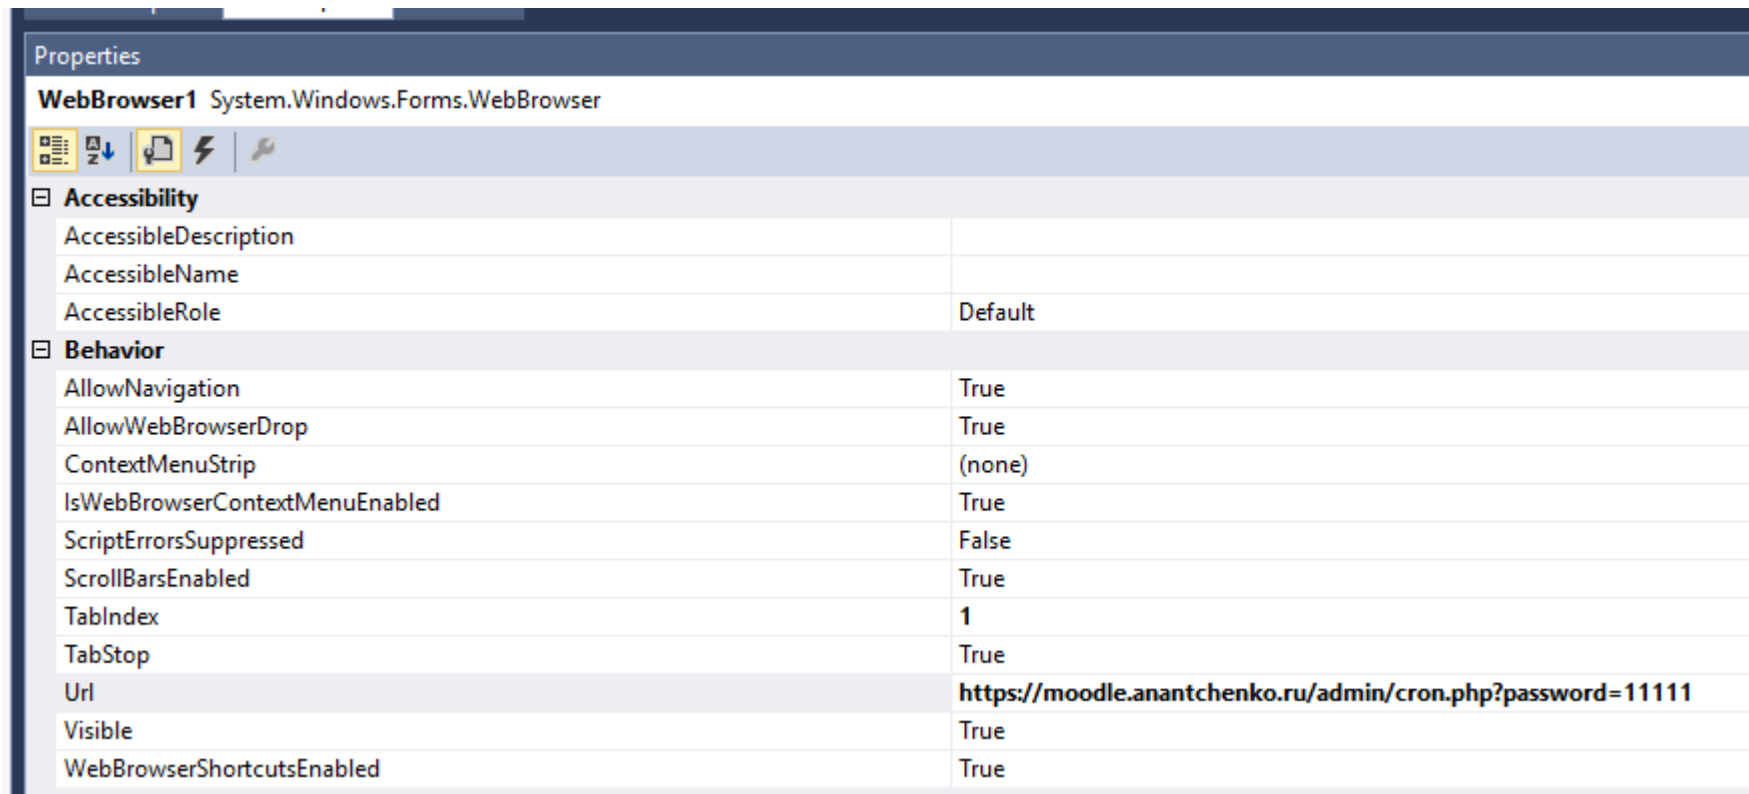 Properties
WebBrowser1 System.Windows.Forms.WebBrowser
Accessibility
AccessibleDescription
AccessibleName
AccessibleRole Default
Behavior
AllowNavigation True
AllowWebBrowserDrop True
ContextMenuStrip (none)
IsWebBrowserContextMenuEnabled True
ScriptErrorsSuppressed False
ScrollBarsEnabled True
TabIndex 1
TabStop True
Url https://moodle.anantchenko.ru/admin/cron.php?password=11111
Visible True
WebBrowserShortcutsEnabled True